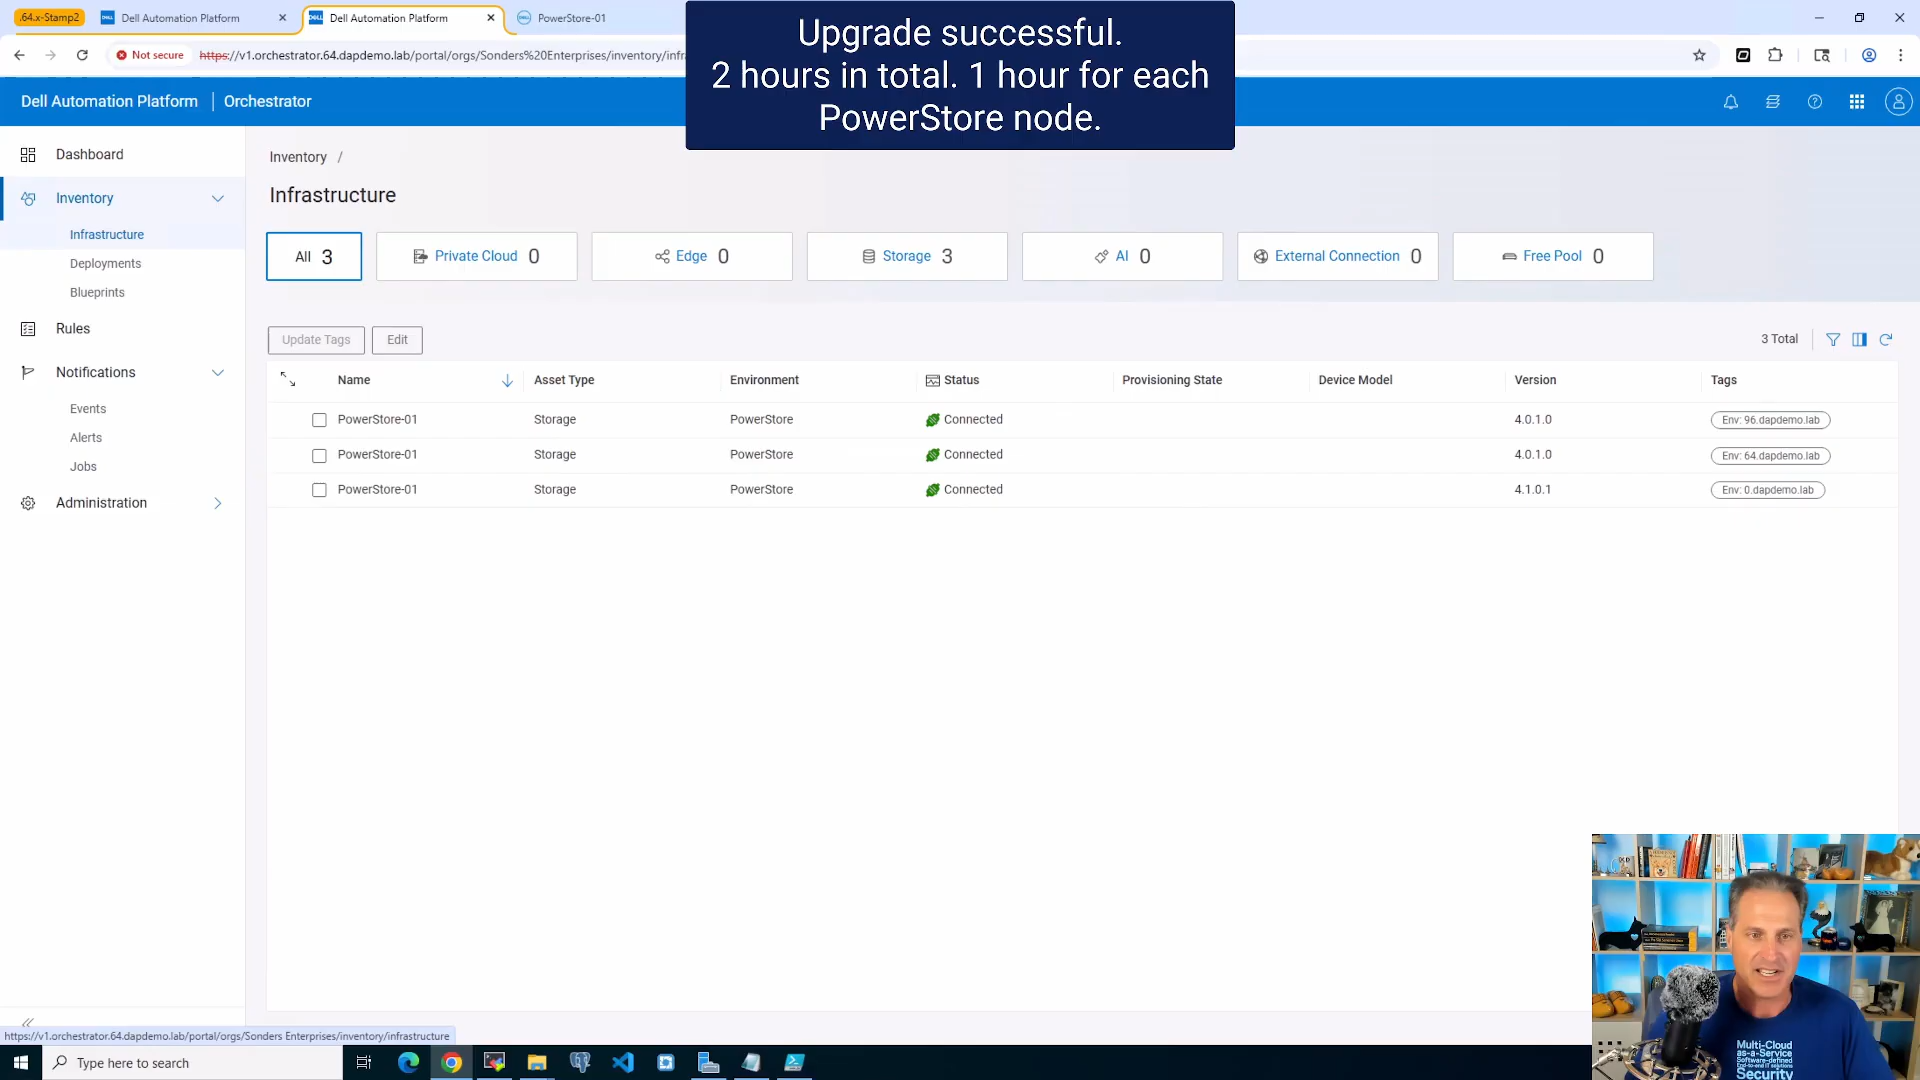 .64.x-Stamp2
Dell Automation Platform
Dell Automation Platform
PowerStore-01
Upgrade successful.
2 hours in total. 1 hour for each
PowerStore node.
Not secure
https://v1.orchestrator.64.dapdemo.lab/portal/orgs/Sonders%20Enterprises/inventory/infr
Dell Automation Platform
Orchestrator
Dashboard
Inventory
Infrastructure
Deployments
Blueprints
Rules
Notifications
Events
Alerts
Jobs
Administration
Inventory /
Infrastructure
All 3
Private Cloud 0
Edge 0
Storage 3
AI 0
External Connection 0
Free Pool 0
Update Tags
Edit
3 Total
Name Asset Type Environment Status Provisioning State Device Model Version Tags
PowerStore-01 Storage PowerStore Connected 4.0.1.0 Env: 96.dapdemo.lab
PowerStore-01 Storage PowerStore Connected 4.0.1.0 Env: 64.dapdemo.lab
PowerStore-01 Storage PowerStore Connected 4.1.0.1 Env: 0.dapdemo.lab
https://v1.orchestrator.64.dapdemo.lab/portal/orgs/Sonders Enterprises/inventory/infrastructure
Type here to search
Multi-Cloud
as-a-Service
Software-defined
End-to-end IT solutions
Security